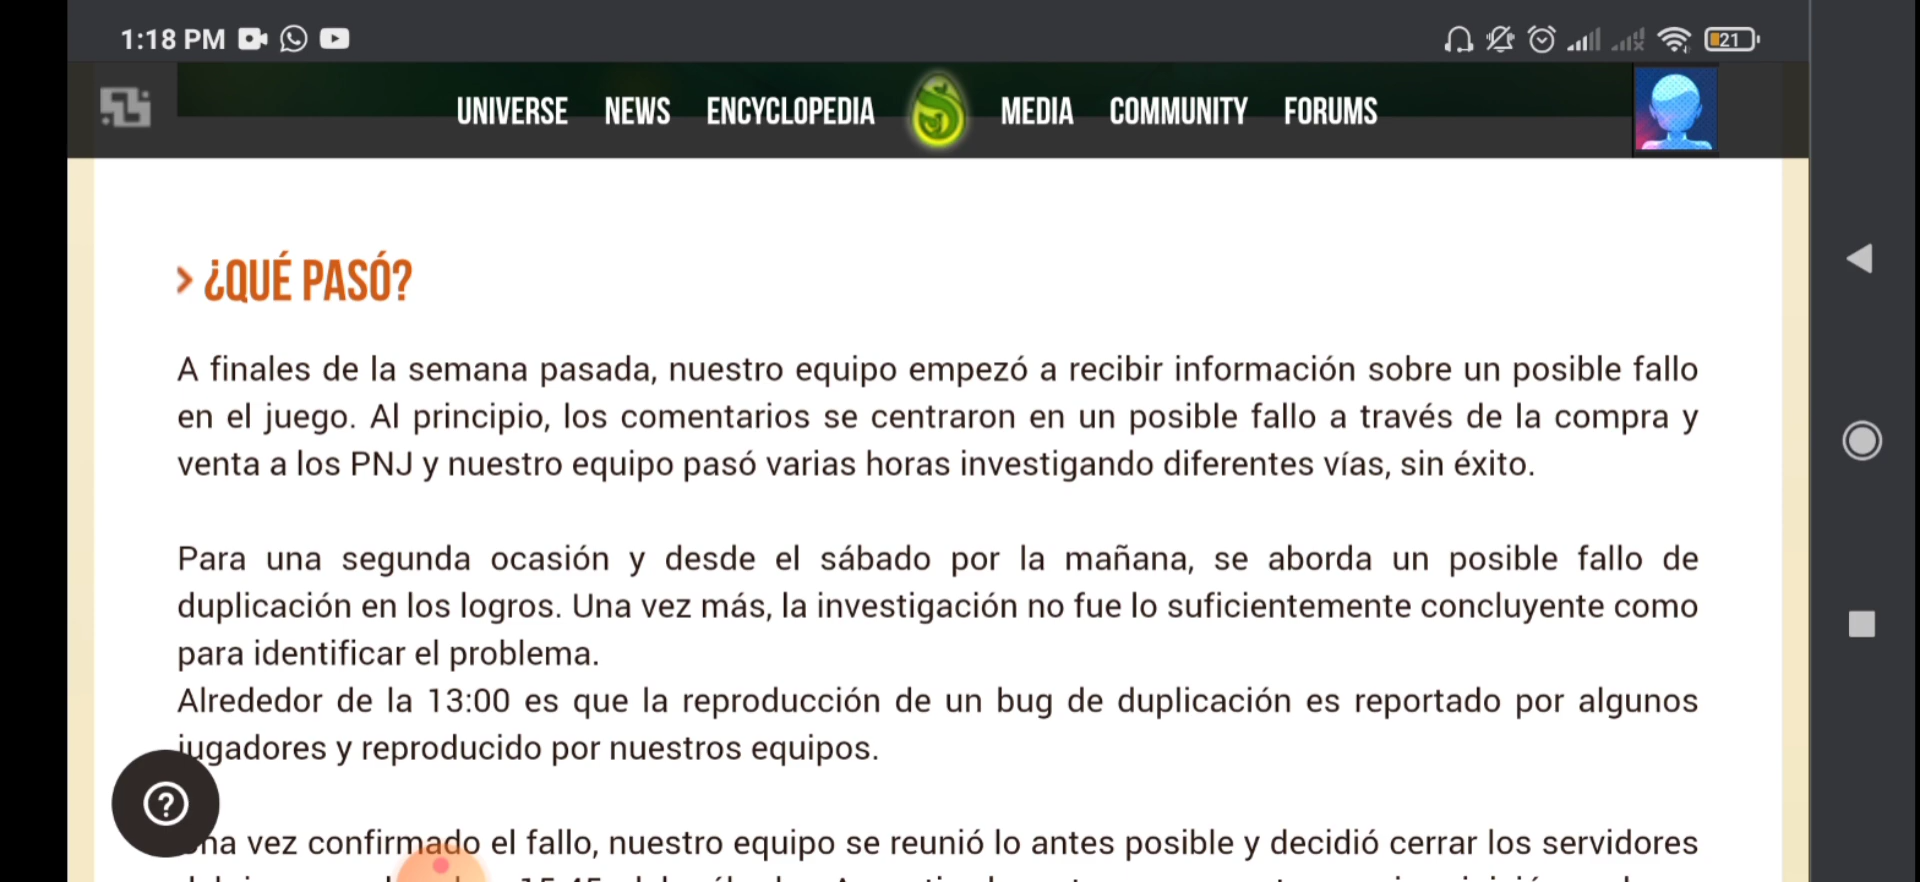 1:18 PM
21
UNIVERSE NEWS ENCYCLOPEDIA MEDIA COMMUNITY FORUMS
> ¿QUÉ PASÓ?
A finales de la semana pasada, nuestro equipo empezó a recibir información sobre un posible fallo
en el juego. Al principio, los comentarios se centraron en un posible fallo a través de la compra y
venta a los PNJ y nuestro equipo pasó varias horas investigando diferentes vías, sin éxito.
Para una segunda ocasión y desde el sábado por la mañana, se aborda un posible fallo de
duplicación en los logros. Una vez más, la investigación no fue lo suficientemente concluyente como
para identificar el problema.
Alrededor de la 13:00 es que la reproducción de un bug de duplicación es reportado por algunos
jugadores y reproducido por nuestros equipos.
?
na vez confirmado el fallo, nuestro equipo se reunió lo antes posible y decidió cerrar los servidores